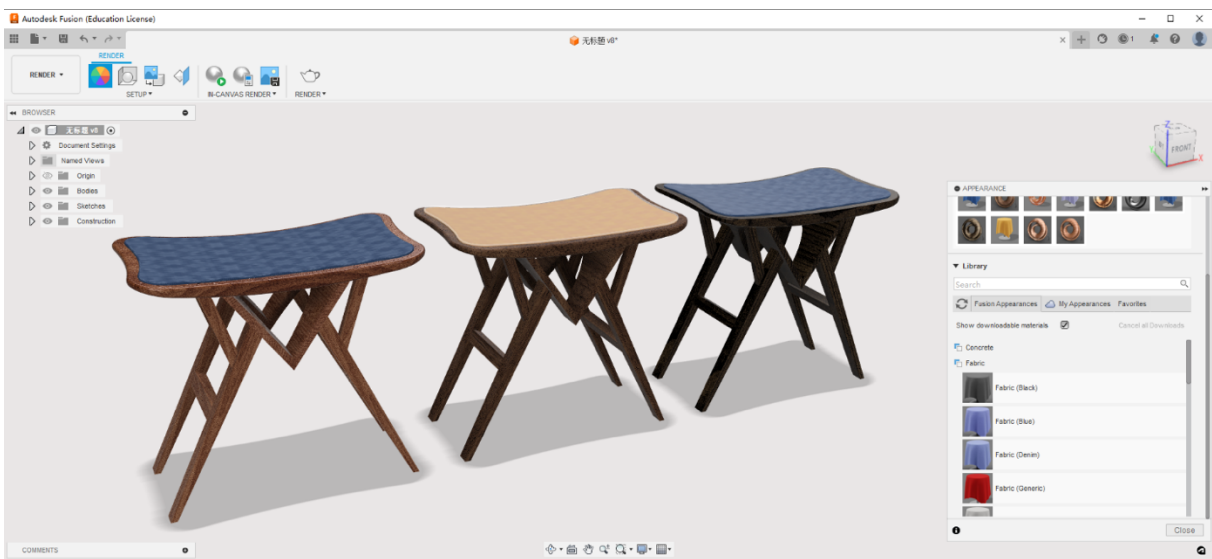 Autodesk Fusion (Education License)
无标题 v8*
1
RENDER
RENDER
SETUP
IN-CANVAS RENDER
RENDER
BROWSER
无标题 v8
Document Settings
Named Views
Origin
Bodies
Sketches
Construction
Z
FRONT
X
Y
APPEARANCE
Library
Search
Fusion Appearances My Appearances Favorites
Show downloadable materials Cancel all Downloads
Concrete
Fabric
Fabric (Black)
Fabric (Blue)
Fabric (Denim)
Fabric (Generic)
Close
COMMENTS